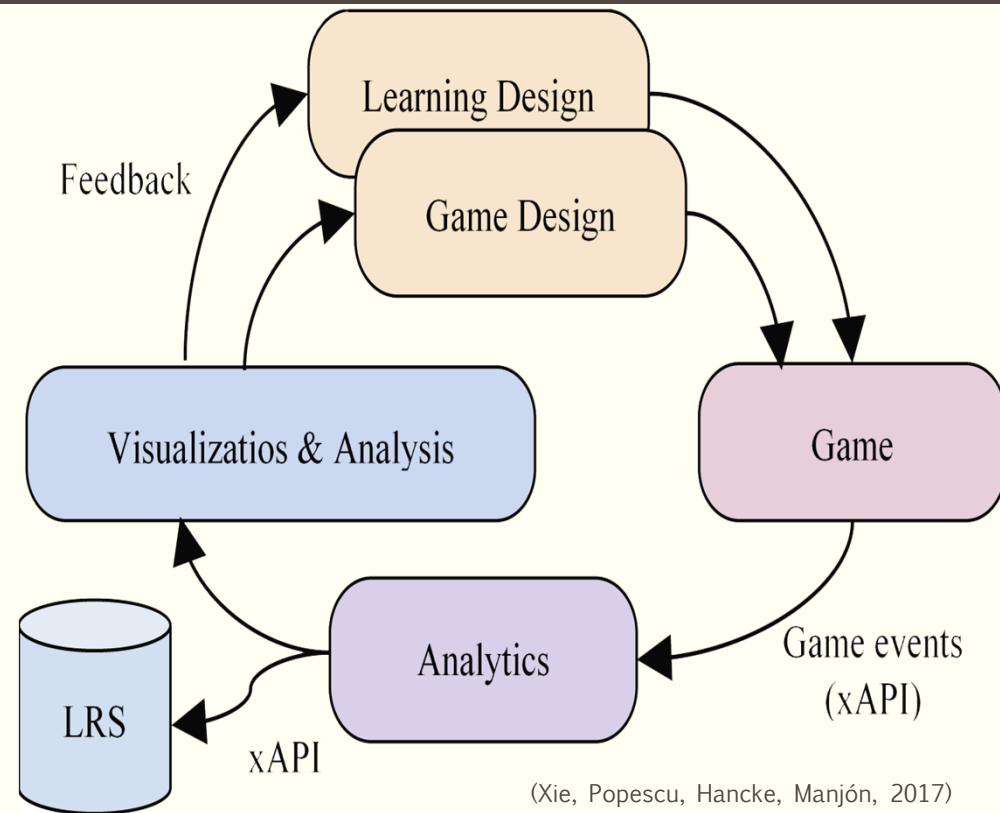 Learning Design
Feedback
Game Design
Visualizatios & Analysis
Game
Analytics
Game events
(xAPI)
LRS
xAPI
(Xie, Popescu, Hancke, Manjón, 2017)